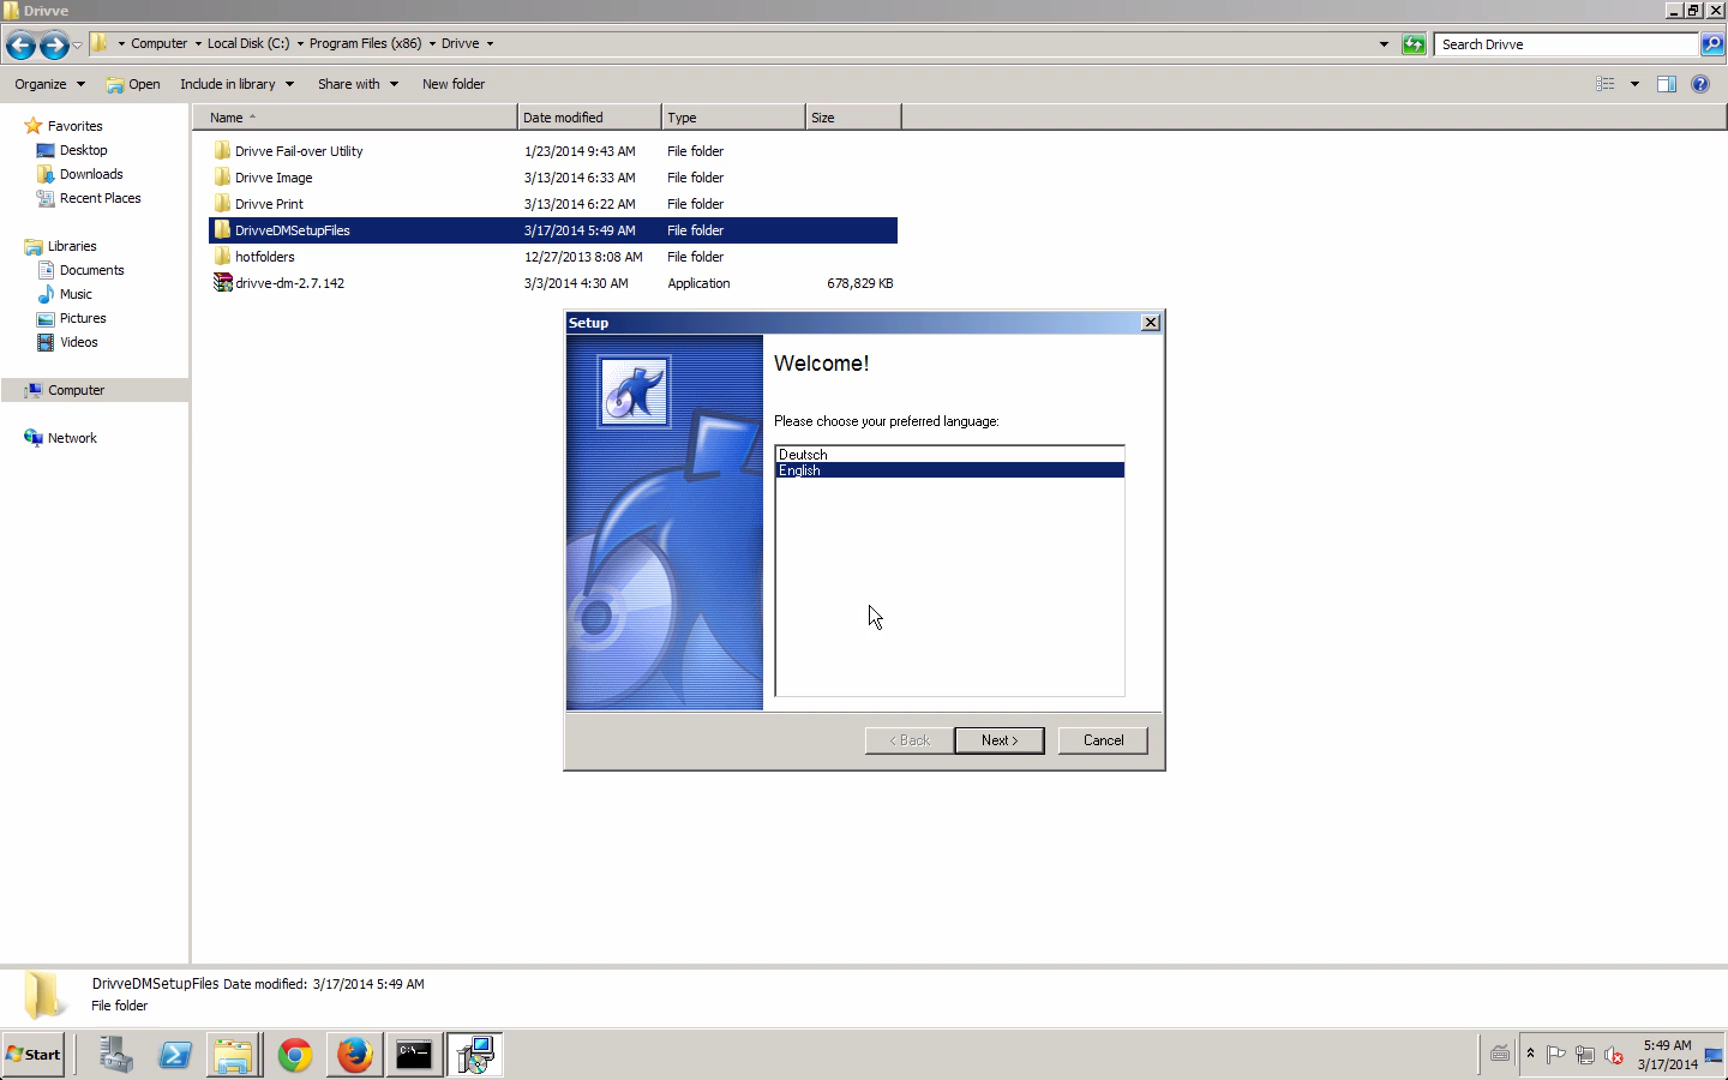 Drivve
Computer Local Disk (C:) Program Files (x86) Drivve
Search Drivve
Organize Open Include in library Share with New folder
Name Date modified Type Size
Favorites
Desktop
Downloads
Recent Places
Libraries
Documents
Music
Pictures
Videos
Computer
Network
Drivve Fail-over Utility 1/23/2014 9:43 AM File folder
Drivve Image 3/13/2014 6:33 AM File folder
Drivve Print 3/13/2014 6:22 AM File folder
DrivveDMSetupFiles 3/17/2014 5:49 AM File folder
hotfolders 12/27/2013 8:08 AM File folder
drivve-dm-2.7.142 3/3/2014 4:30 AM Application 678,829 KB
Setup
Welcome!
Please choose your preferred language:
Deutsch
English
< Back Next > Cancel
DrivveDMSetupFiles Date modified: 3/17/2014 5:49 AM
File folder
Start
C:\_
5:49 AM
3/17/2014